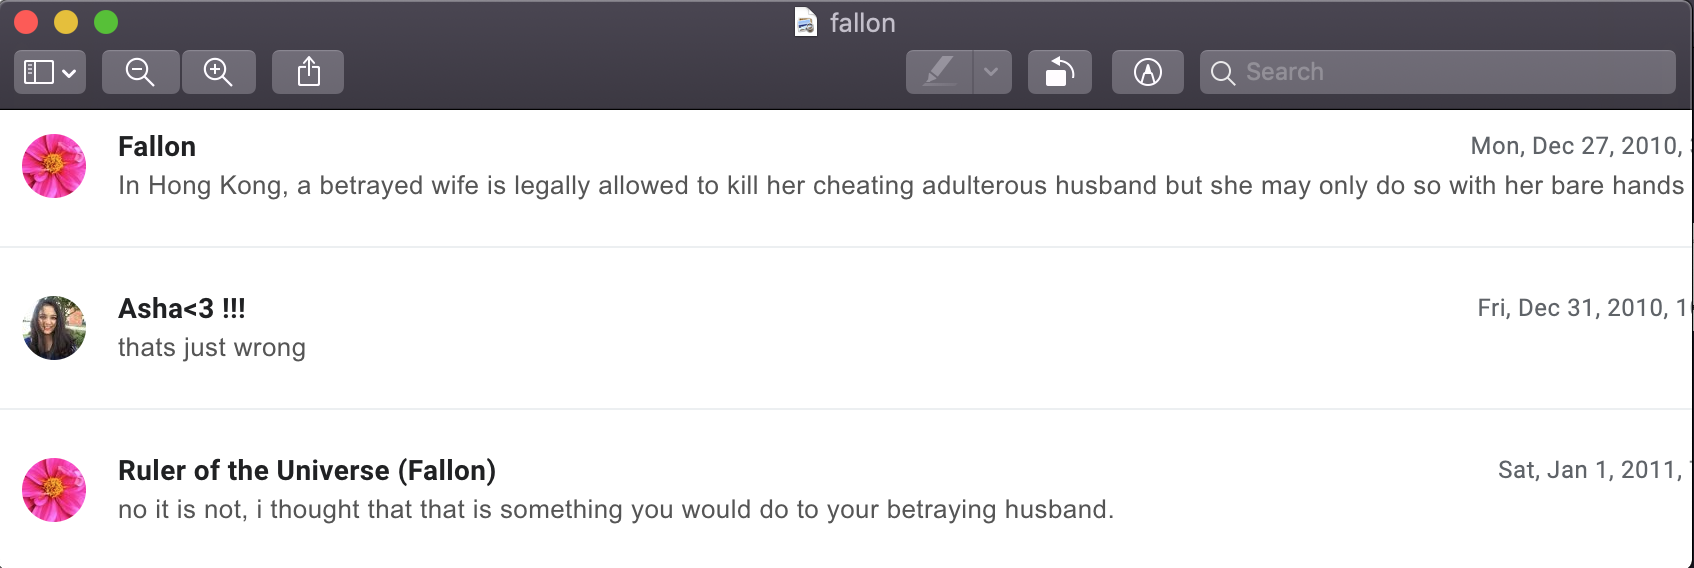 fallon
Search
Fallon
Mon, Dec 27, 2010,
In Hong Kong, a betrayed wife is legally allowed to kill her cheating adulterous husband but she may only do so with her bare hands
Asha<3 !!!
Fri, Dec 31, 2010, 1
thats just wrong
Ruler of the Universe (Fallon)
Sat, Jan 1, 2011,
no it is not, i thought that that is something you would do to your betraying husband.